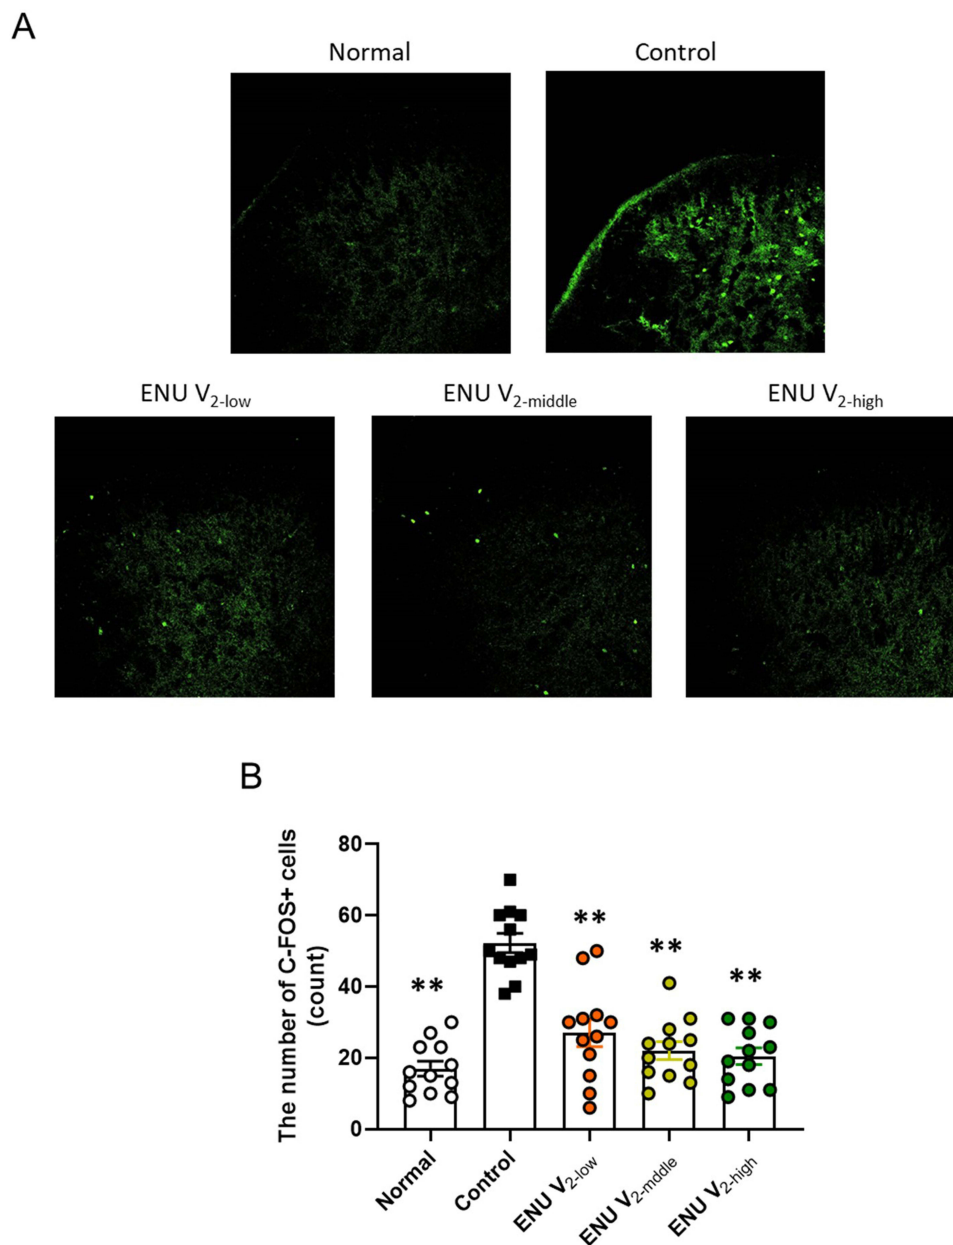 A
Normal Control
ENU V2-low ENU V2-middle ENU V2-high
B
The number of C-FOS+ cells
(count)
80
60
40
20
0
**
**
**
**
Normal
Control
ENU V2-low
ENU V2-mddle
ENU V2-high